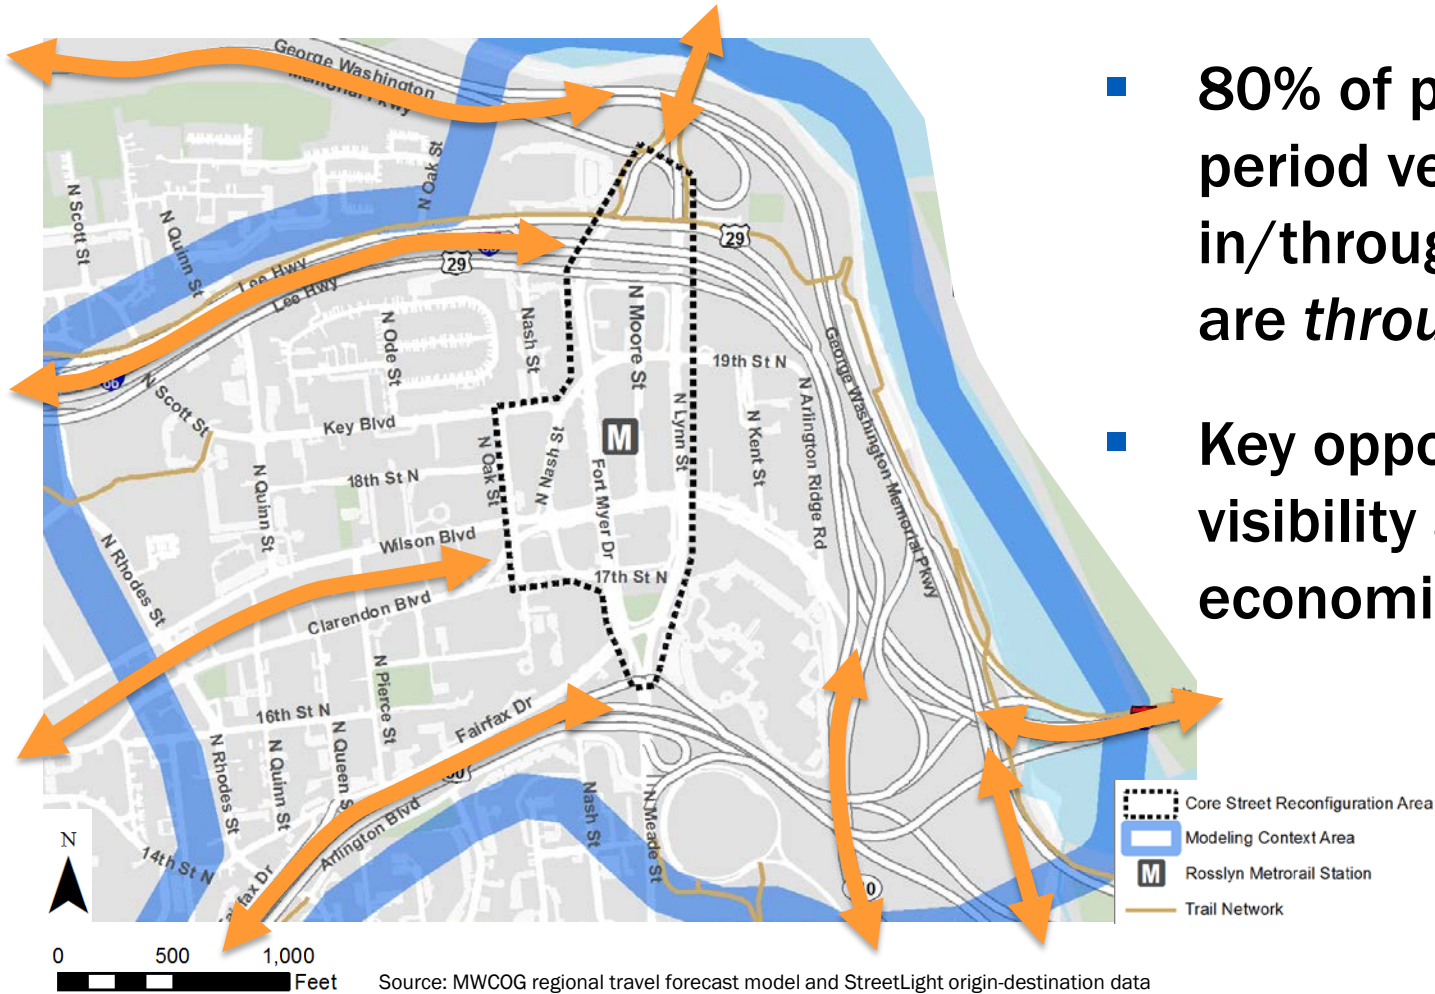 George Washington
Memorial Pkwy
N Oak St
N Scott St
N Quinn St
29
Lee Hwy
29
Lee Hwy
66
N Ode St
Nash St
N Moore St
19th St N
George Washington Memorial Pkwy
N Scott St
Key Blvd
N Oak St
N Nash St
M
N Lynn St
N Kent St
N Arlington Ridge Rd
18th St N
N Quinn St
Fort Myer Dr
Wilson Blvd
N Rhodes St
17th St N
Clarendon Blvd
N Pierce St
16th St N
Fairfax Dr
N Rhodes St
N Quinn St
N Queen S
Nash St
N Meade St
Arlington Blvd
14th St N
fax Dr
N
0 500 1,000
Feet
Source: MWCOG regional travel forecast model and StreetLight origin-destination data
80% of p
period ve
in/throug
are throu
Key oppo
visibility
economi
Core Street Reconfiguration Area
Modeling Context Area
M Rosslyn Metrorail Station
Trail Network